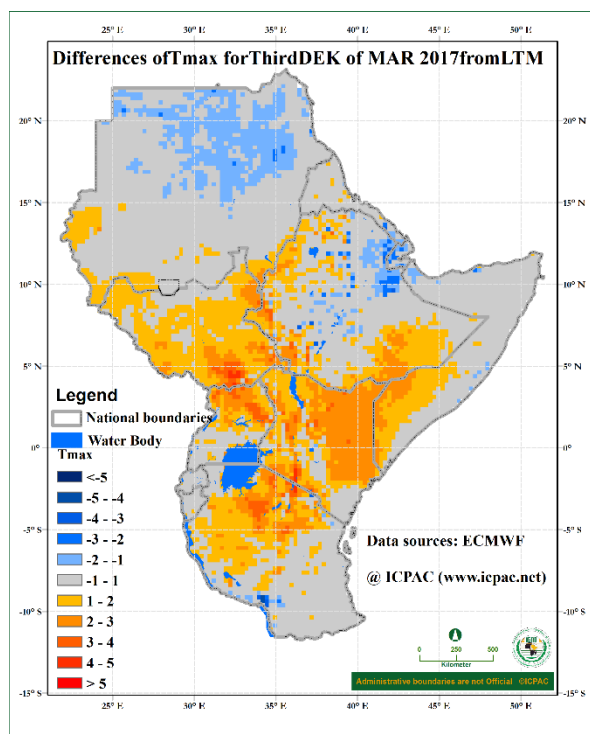 Differences ofTmax forThirdDEK of MAR 2017fromLTM
25° E 30° E 35° E 40° E 45° E 50° E
20° N 20° N
15° N 15° N
10° N 10° N
5° N 5° N
0° 0°
-5° S -5° S
-10° S -10° S
-15° S -15° S
Legend
National boundaries
Water Body
Tmax
<-5
-5 - -4
-4 - -3
-3 - -2
-2 - -1
-1 - 1
1 - 2
2 - 3
3 - 4
4 - 5
> 5
Data sources: ECMWF
@ ICPAC (www.icpac.net)
0 250 500
Kilometer
Administrative boundaries are not Official ©ICPAC
25° E 30° E 35° E 40° E 45° E 50° E